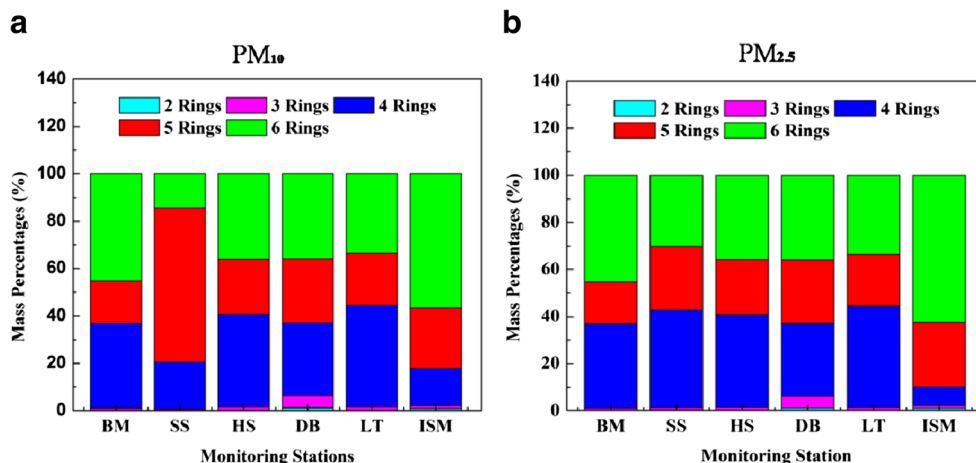 a
PM10
140
120
100
80
60
40
20
0
Mass Percentages (%)
2 Rings 3 Rings 4 Rings
5 Rings 6 Rings
BM SS HS DB LT ISM
Monitoring Stations
b
PM2.5
140
120
100
80
60
40
20
0
Mass Percentages (%)
2 Rings 3 Rings 4 Rings
5 Rings 6 Rings
BM SS HS DB LT ISM
Monitoring Station